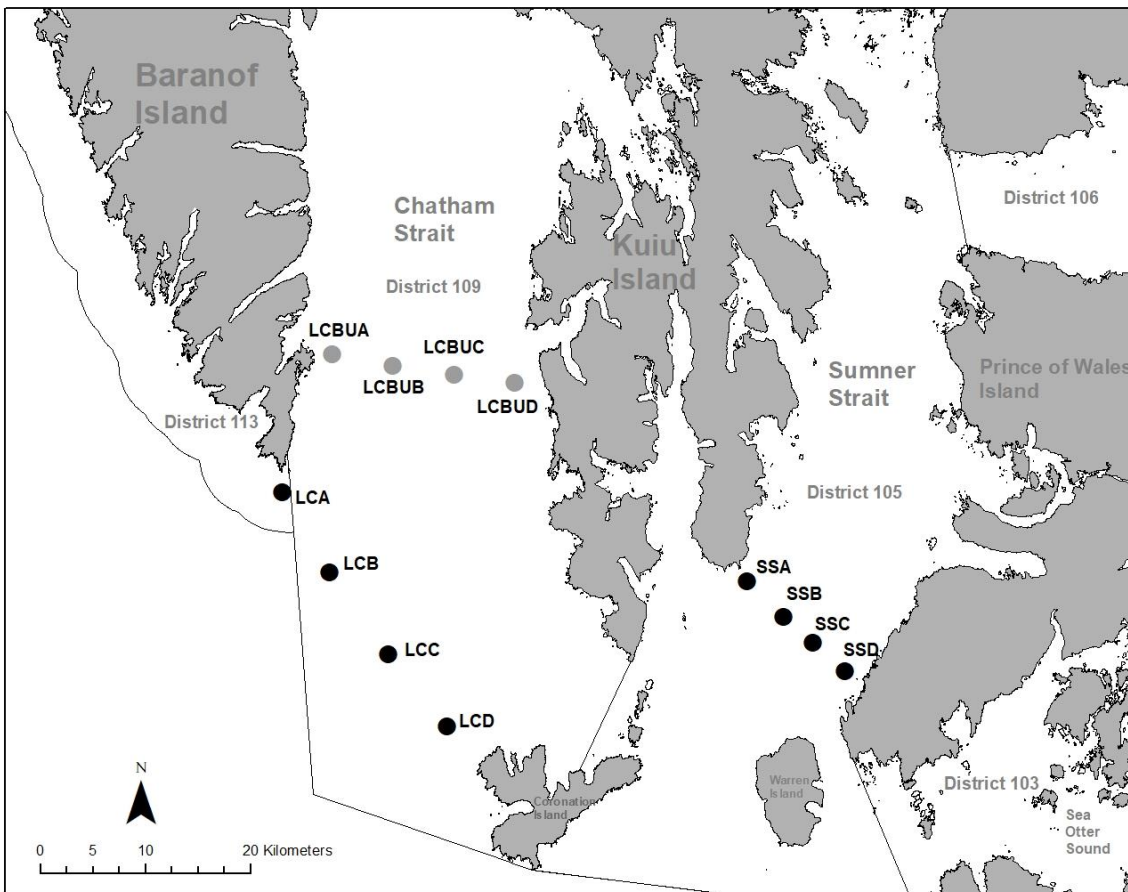 Baranof
Island
District 106
Chatham
Strait
Kuiu
Island
District 109
LCBUA
LCBUC
LCBUB
LCBUD
Sumner
Strait
Prince of Wales
Island
District 113
LCA
District 105
LCB
SSA
SSB
SSC
LCC
SSD
LCD
N
Warren
Island
District 103
Coronation
Island
Sea
Otter
Sound
0 5 10 20 Kilometers